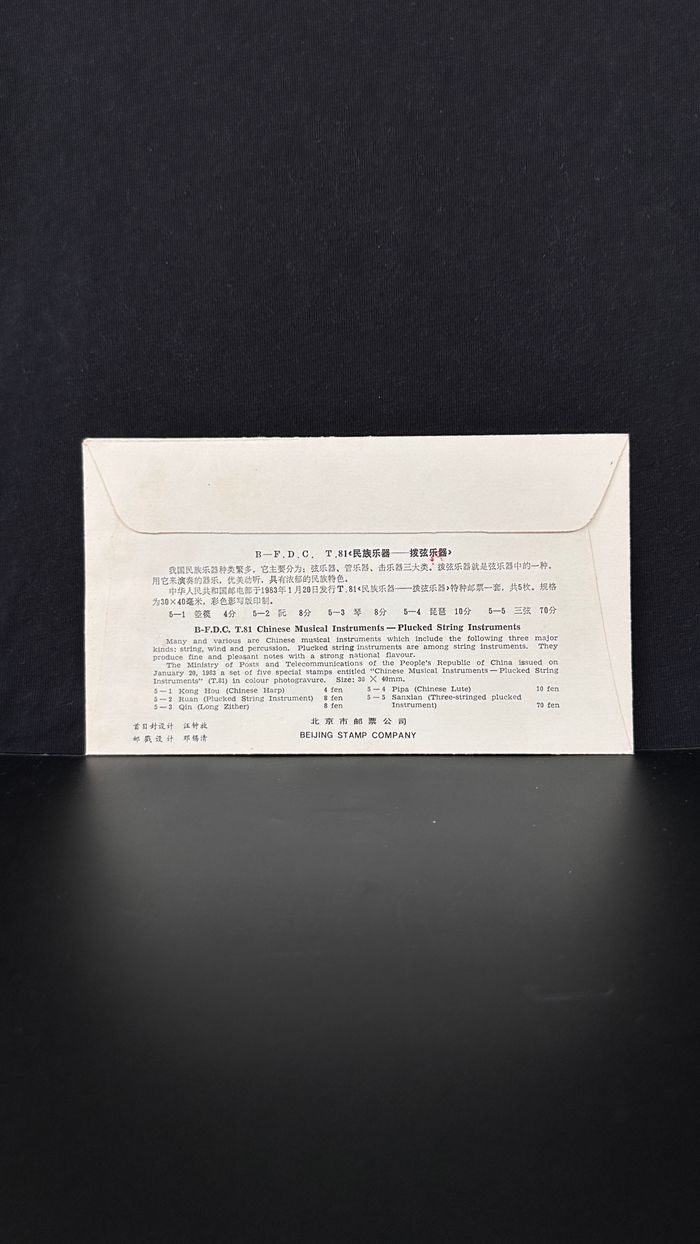 B—F.D.C. T.81《民族乐器——拨弦乐器》
我国民族乐器种类繁多，它主要分为：弦乐器、管乐器、击乐器三大类。拨弦乐器就是弦乐器中的一种。
用它来演奏的器乐，优美动听，具有浓郁的民族特色。
中华人民共和国邮电部于1983年1月20日发行T.81《民族乐器——拨弦乐器》特种邮票一套，共5枚。规格
为30×40毫米，彩色影写版印制。
5—1 箜篌 4分 5—2 阮 8分 5—3 琴 8分 5—4 琵琶 10分 5—5 三弦 70分
B-F.D.C. T.81 Chinese Musical Instruments — Plucked String Instruments
Many and various are Chinese musical instruments which include the following three major
kinds: string, wind and percussion. Plucked string instruments are among string instruments. They
produce fine and pleasant notes with a strong national flavour.
The Ministry of Posts and Telecommunications of the People's Republic of China issued on
January 20, 1983 a set of five special stamps entitled "Chinese Musical Instruments — Plucked String
Instruments" (T.81) in colour photogravure. Size: 30 × 40mm.
5—1 Kong Hou (Chinese Harp) 4 fen
5—2 Ruan (Plucked String Instrument) 8 fen
5—3 Qin (Long Zither) 8 fen
5—4 Pipa (Chinese Lute) 10 fen
5—5 Sanxian (Three-stringed plucked
Instrument) 70 fen
首日封设计 汪钟枚
邮戳设计 邓锡清
北京市邮票公司
BEIJING STAMP COMPANY